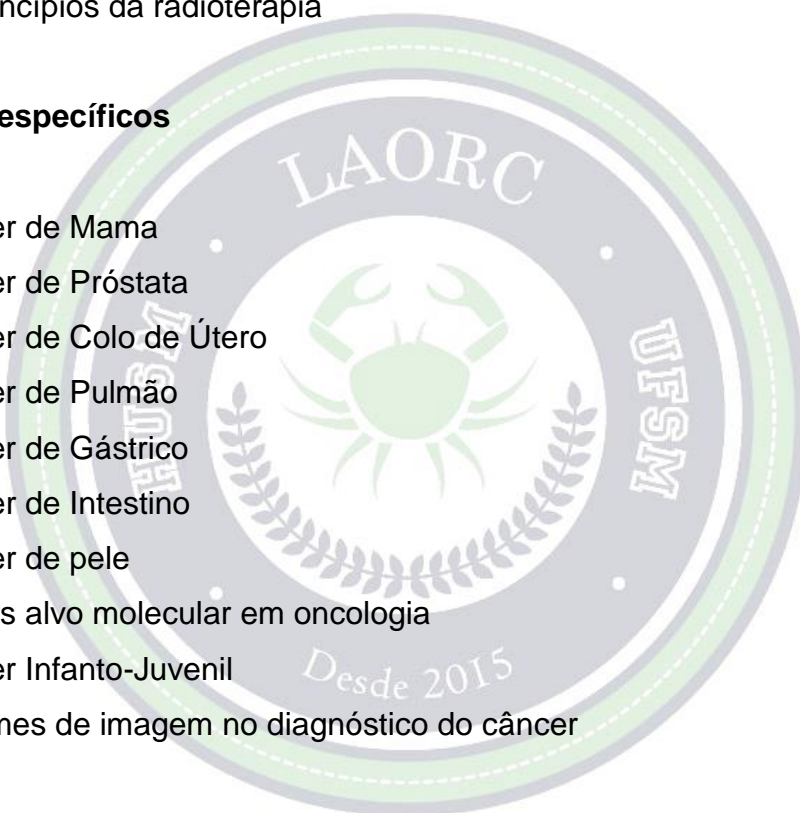 ncípios da radioterapia
específicos
LAORC
er de Mama
er de Próstata
er de Colo de Útero
er de Pulmão
er de Gástrico
er de Intestino
er de pele
s alvo molecular em oncologia
er Infanto-Juvenil
mes de imagem no diagnóstico do câncer
HUSM
UFSM
Desde 2015